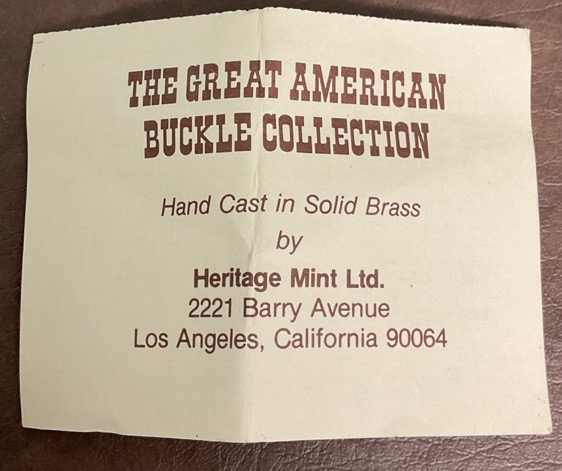 THE GREAT AMERICAN
BUCKLE COLLECTION
Hand Cast in Solid Brass
by
Heritage Mint Ltd.
2221 Barry Avenue
Los Angeles, California 90064